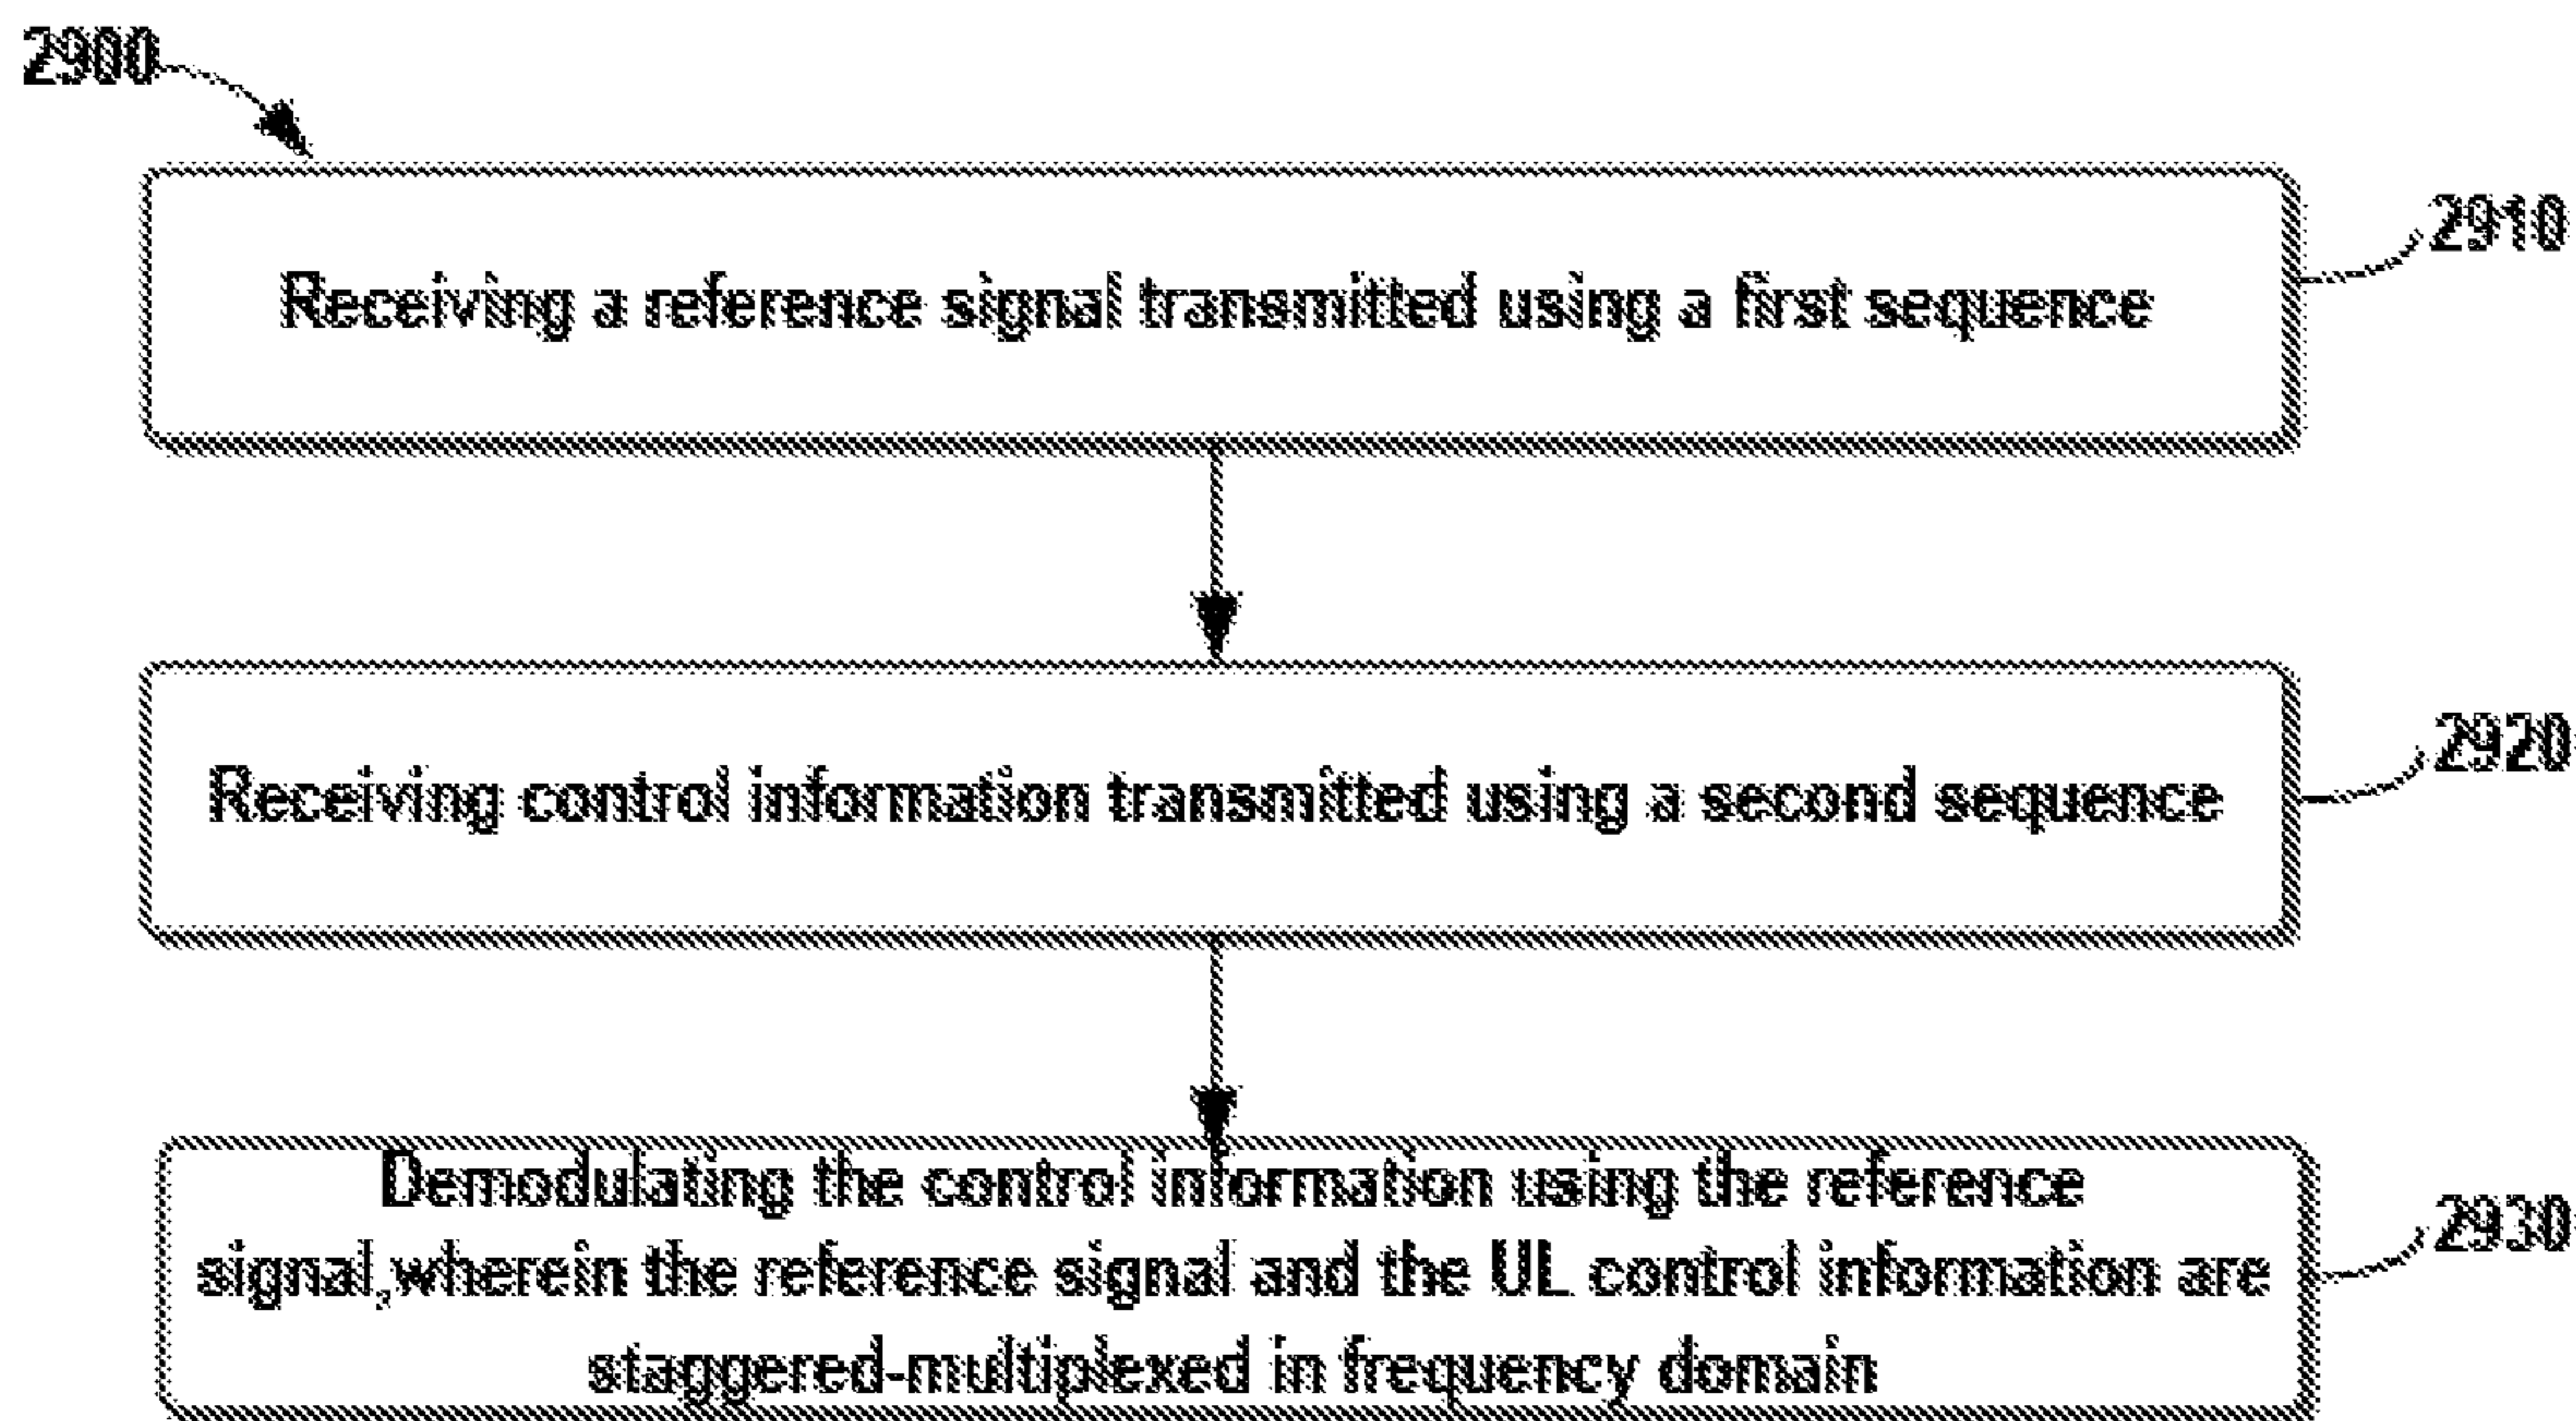 2900
2910
Receiving a reference signal transmitted using a first sequence
2920
Receiving control information transmitted using a second sequence
2930
Demodulating the control information using the reference
signal,wherein the reference signal and the UL control information are
staggered-multiplexed in frequency domain